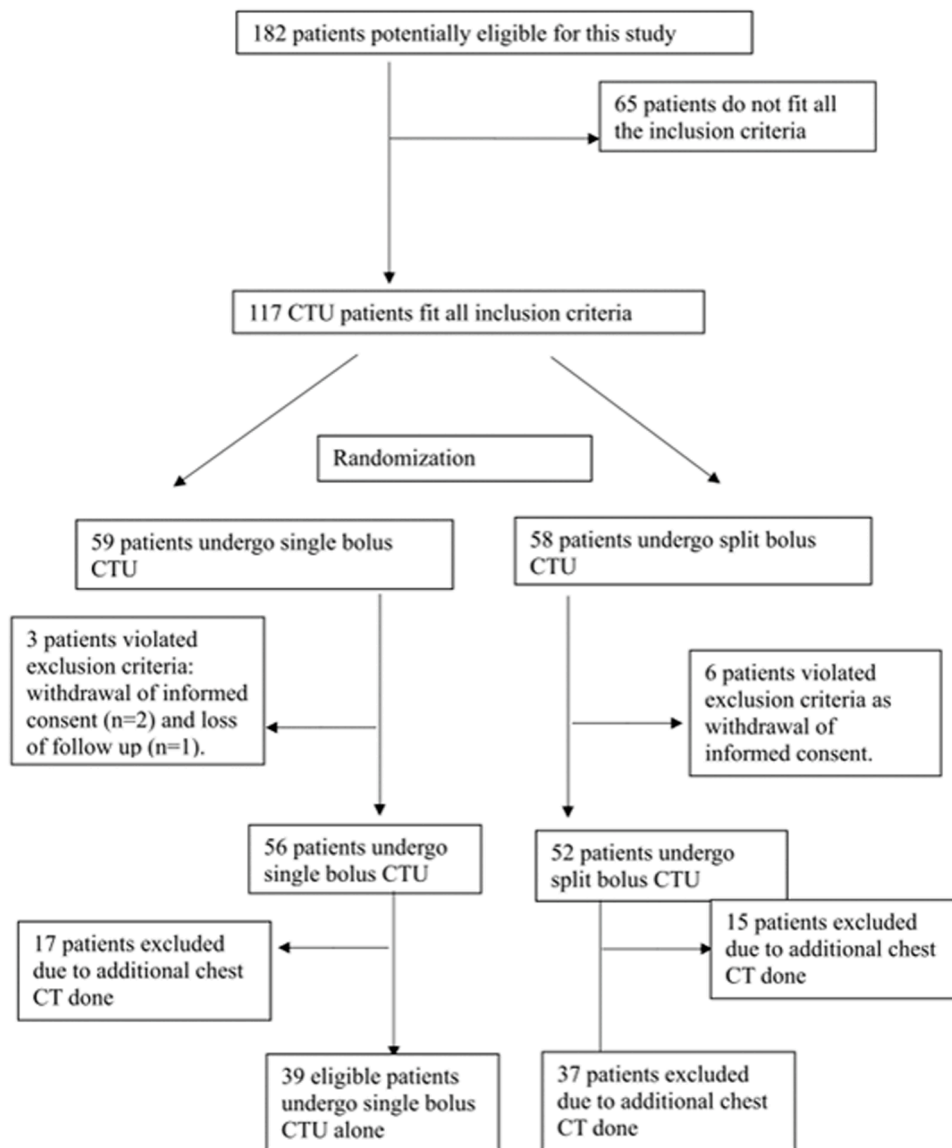 182 patients potentially eligible for this study
65 patients do not fit all
the inclusion criteria
117 CTU patients fit all inclusion criteria
Randomization
59 patients undergo single bolus
CTU
58 patients undergo split bolus
CTU
3 patients violated
exclusion criteria:
withdrawal of informed
consent (n=2) and loss
of follow up (n=1).
6 patients violated
exclusion criteria as
withdrawal of
informed consent.
56 patients undergo
single bolus CTU
52 patients undergo
split bolus CTU
17 patients excluded
due to additional chest
CT done
15 patients excluded
due to additional chest
CT done
39 eligible patients
undergo single bolus
CTU alone
37 patients excluded
due to additional chest
CT done